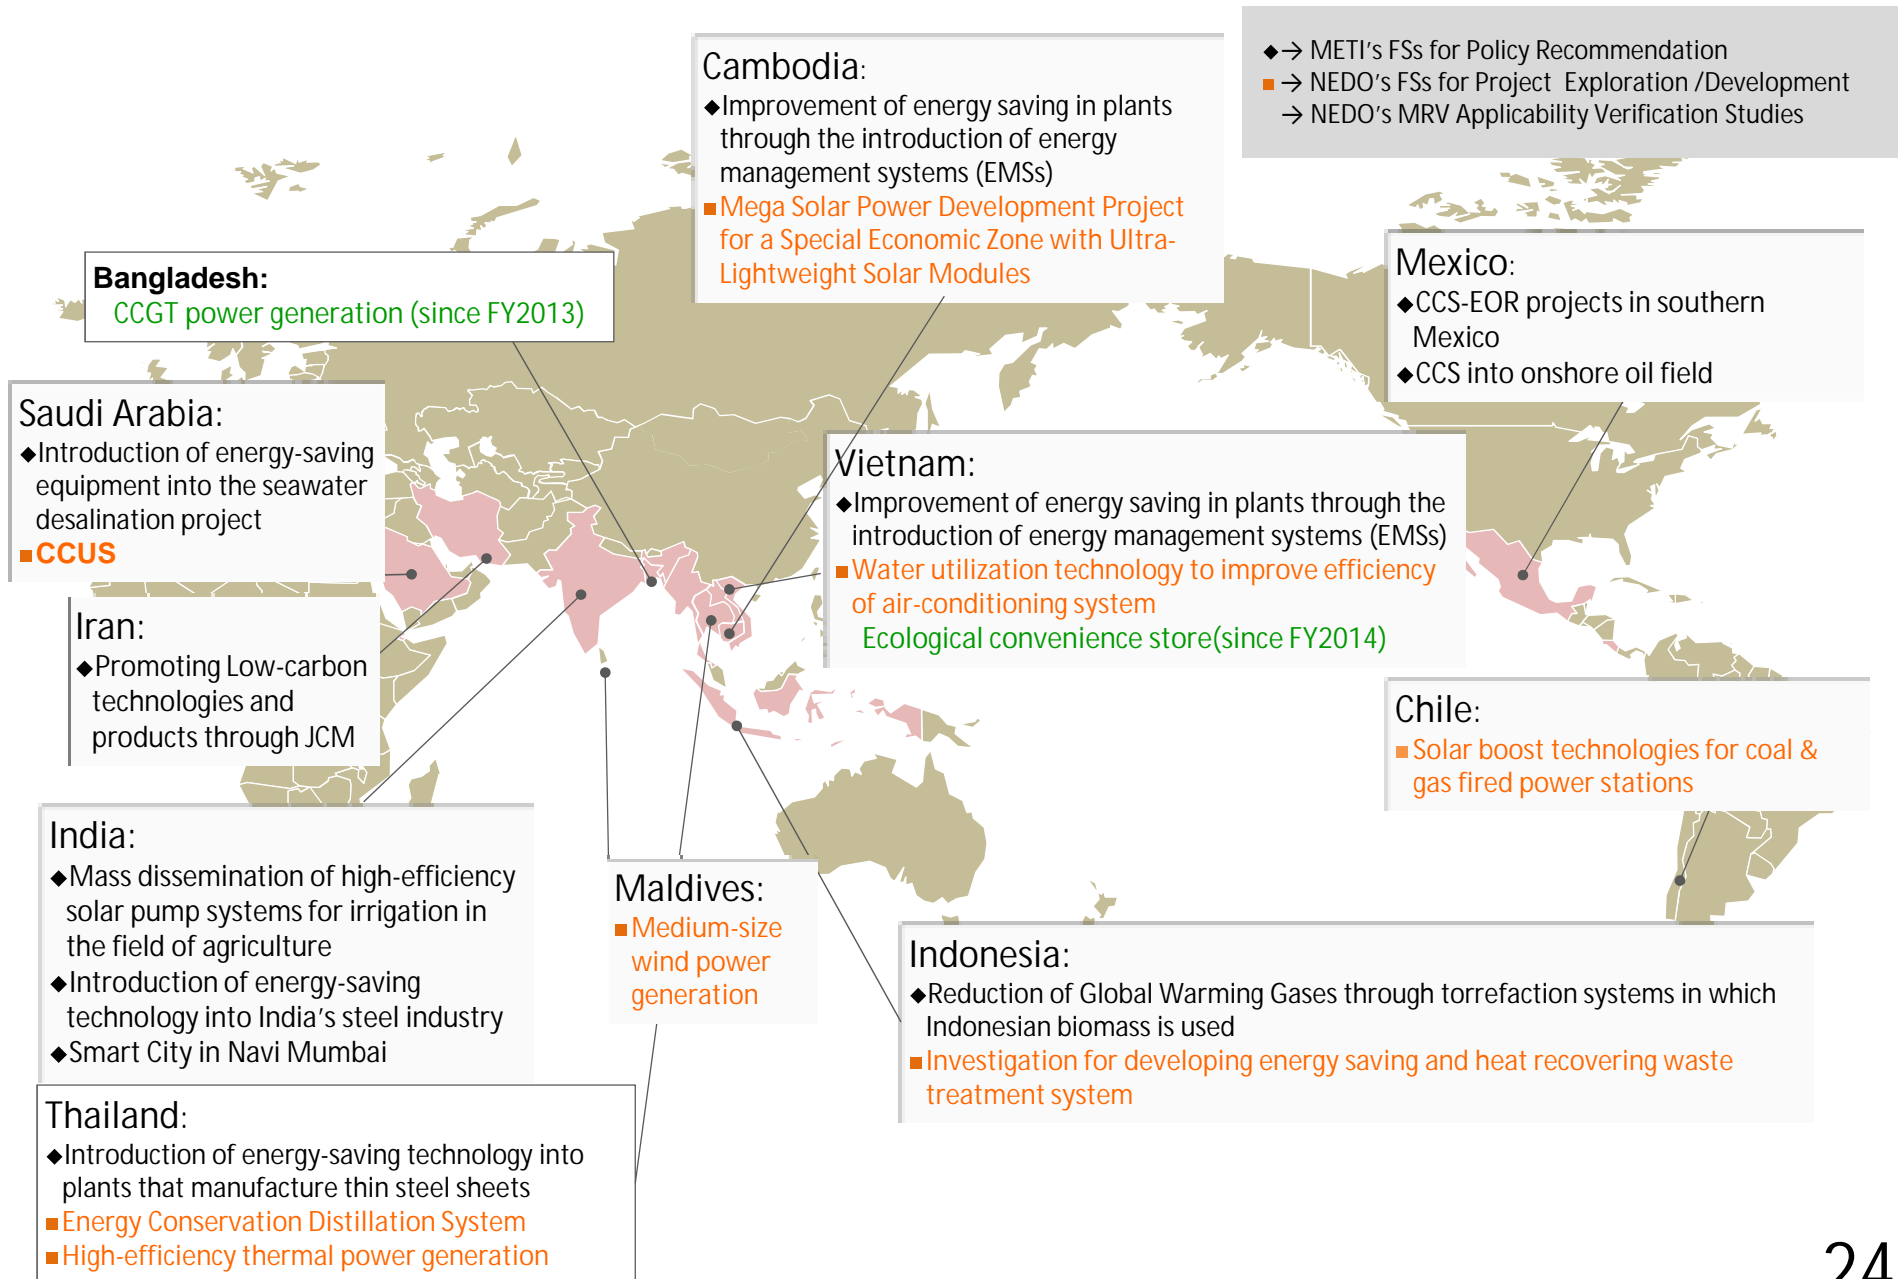 ◆→ METI's FSs for Policy Recommendation
■→ NEDO's FSs for Project Exploration /Development
→ NEDO's MRV Applicability Verification Studies
Cambodia:
◆Improvement of energy saving in plants
through the introduction of energy
management systems (EMSs)
■Mega Solar Power Development Project
for a Special Economic Zone with Ultra-
Lightweight Solar Modules
Bangladesh:
CCGT power generation (since FY2013)
Mexico:
◆CCS-EOR projects in southern
Mexico
◆CCS into onshore oil field
Saudi Arabia:
◆Introduction of energy-saving
equipment into the seawater
desalination project
■CCUS
Vietnam:
◆Improvement of energy saving in plants through the
introduction of energy management systems (EMSs)
■Water utilization technology to improve efficiency
of air-conditioning system
Ecological convenience store(since FY2014)
Iran:
◆Promoting Low-carbon
technologies and
products through JCM
Chile:
■Solar boost technologies for coal &
gas fired power stations
India:
◆Mass dissemination of high-efficiency
solar pump systems for irrigation in
the field of agriculture
◆Introduction of energy-saving
technology into India's steel industry
◆Smart City in Navi Mumbai
Maldives:
■Medium-size
wind power
generation
Indonesia:
◆Reduction of Global Warming Gases through torrefaction systems in which
Indonesian biomass is used
■Investigation for developing energy saving and heat recovering waste
treatment system
Thailand:
◆Introduction of energy-saving technology into
plants that manufacture thin steel sheets
■Energy Conservation Distillation System
■High-efficiency thermal power generation
24